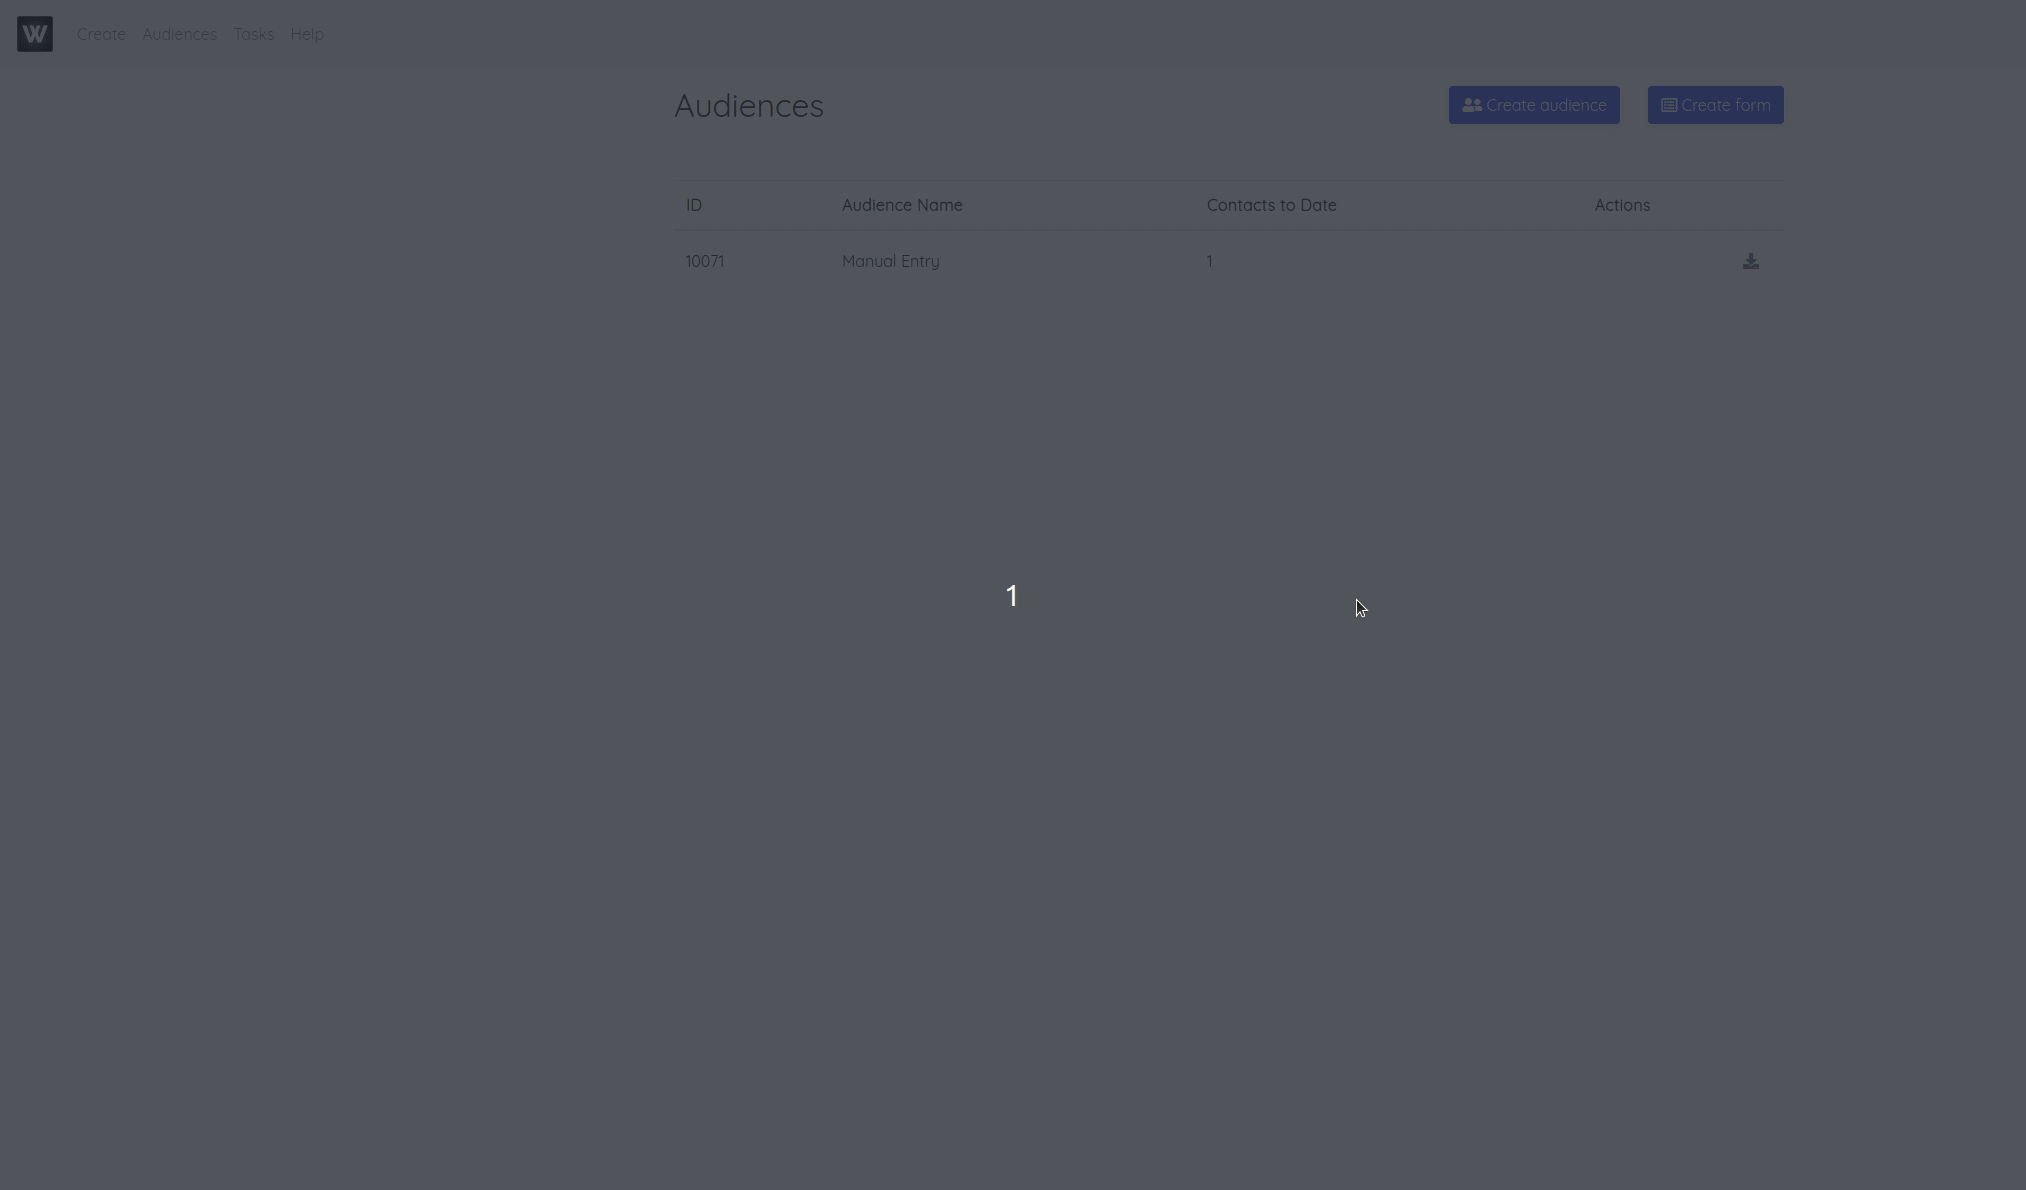 W Create Audiences Tasks Help
Audiences Create audience Create form
ID Audience Name Contacts to Date Actions
10071 Manual Entry 1
1